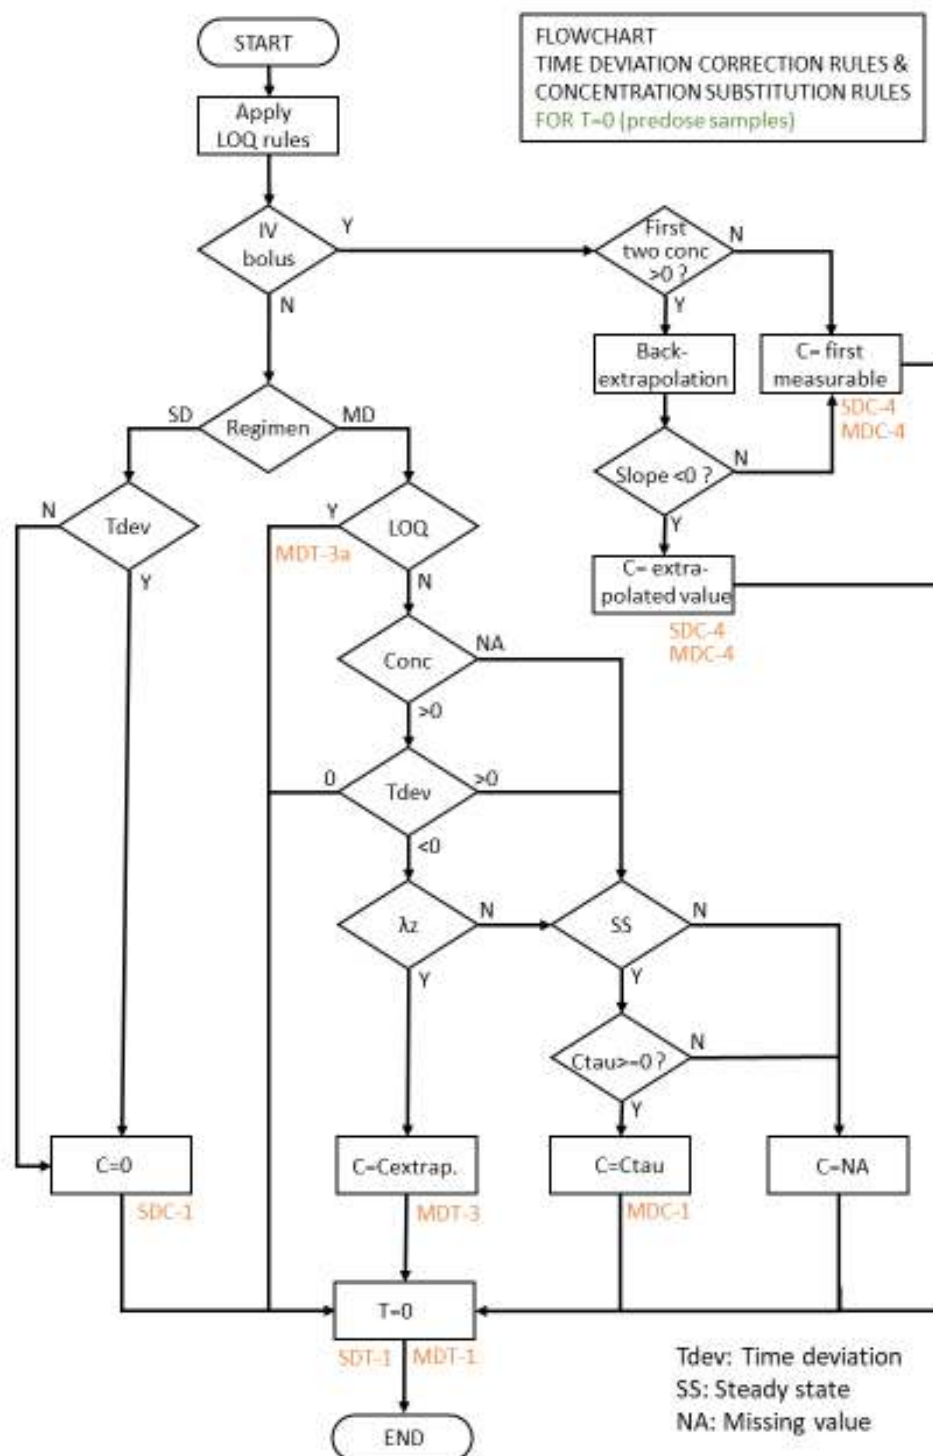 START
FLOWCHART
TIME DEVIATION CORRECTION RULES &
CONCENTRATION SUBSTITUTION RULES
FOR T=0 (predose samples)
Apply
LOQ rules
IV
bolus
Y
N
First
two conc
>0 ?
N
Y
Back-
extrapolation
C= first
measurable
SDC-4
MDC-4
Slope <0 ?
N
Y
C= extra-
polated value
SDC-4
MDC-4
SD
Regimen
MD
N
Tdev
Y
Y
LOQ
MDT-3a
N
Conc
NA
>0
0
Tdev
>0
<0
λz
N
Y
SS
N
Y
Ctau>=0 ?
N
Y
C=0
SDC-1
C=Cextrap.
MDT-3
C=Ctau
MDC-1
C=NA
T=0
SDT-1
MDT-1
END
Tdev: Time deviation
SS: Steady state
NA: Missing value